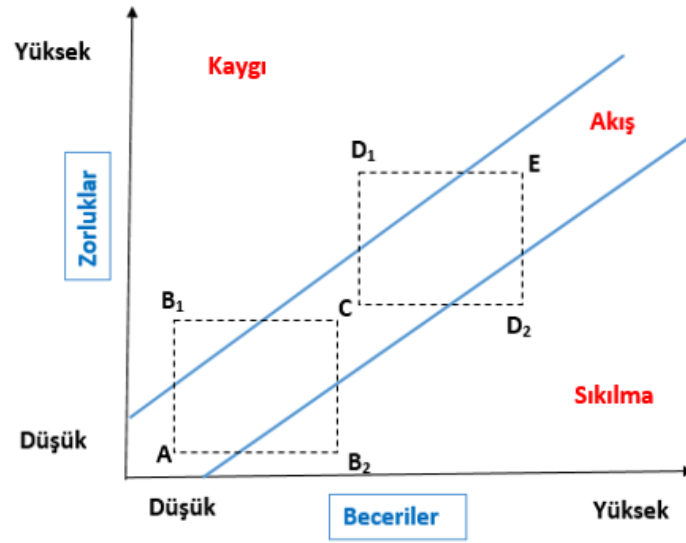 Yüksek
Kaygı
Akış
D₁
E
Zorluklar
B₁
C
D₂
Sıkılma
Düşük
A
B₂
Düşük
Beceriler
Yüksek